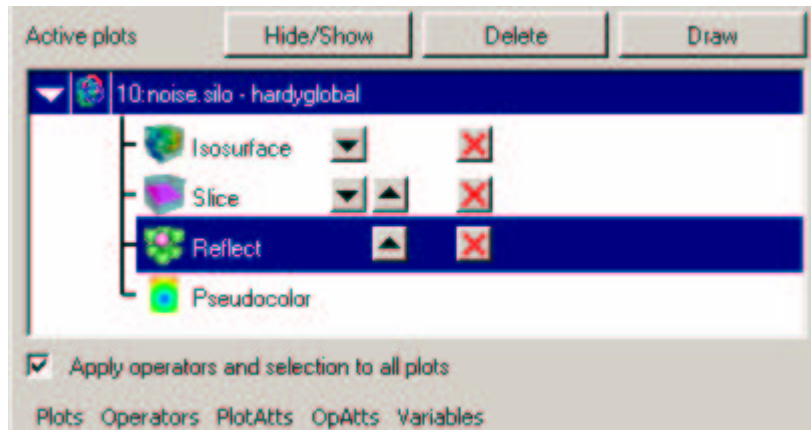 Active plots Hide/Show Delete Draw
10:noise.silo - hardyglobal
Isosurface
Slice
Reflect
Pseudocolor
Apply operators and selection to all plots
Plots Operators PlotAtts OpAtts Variables